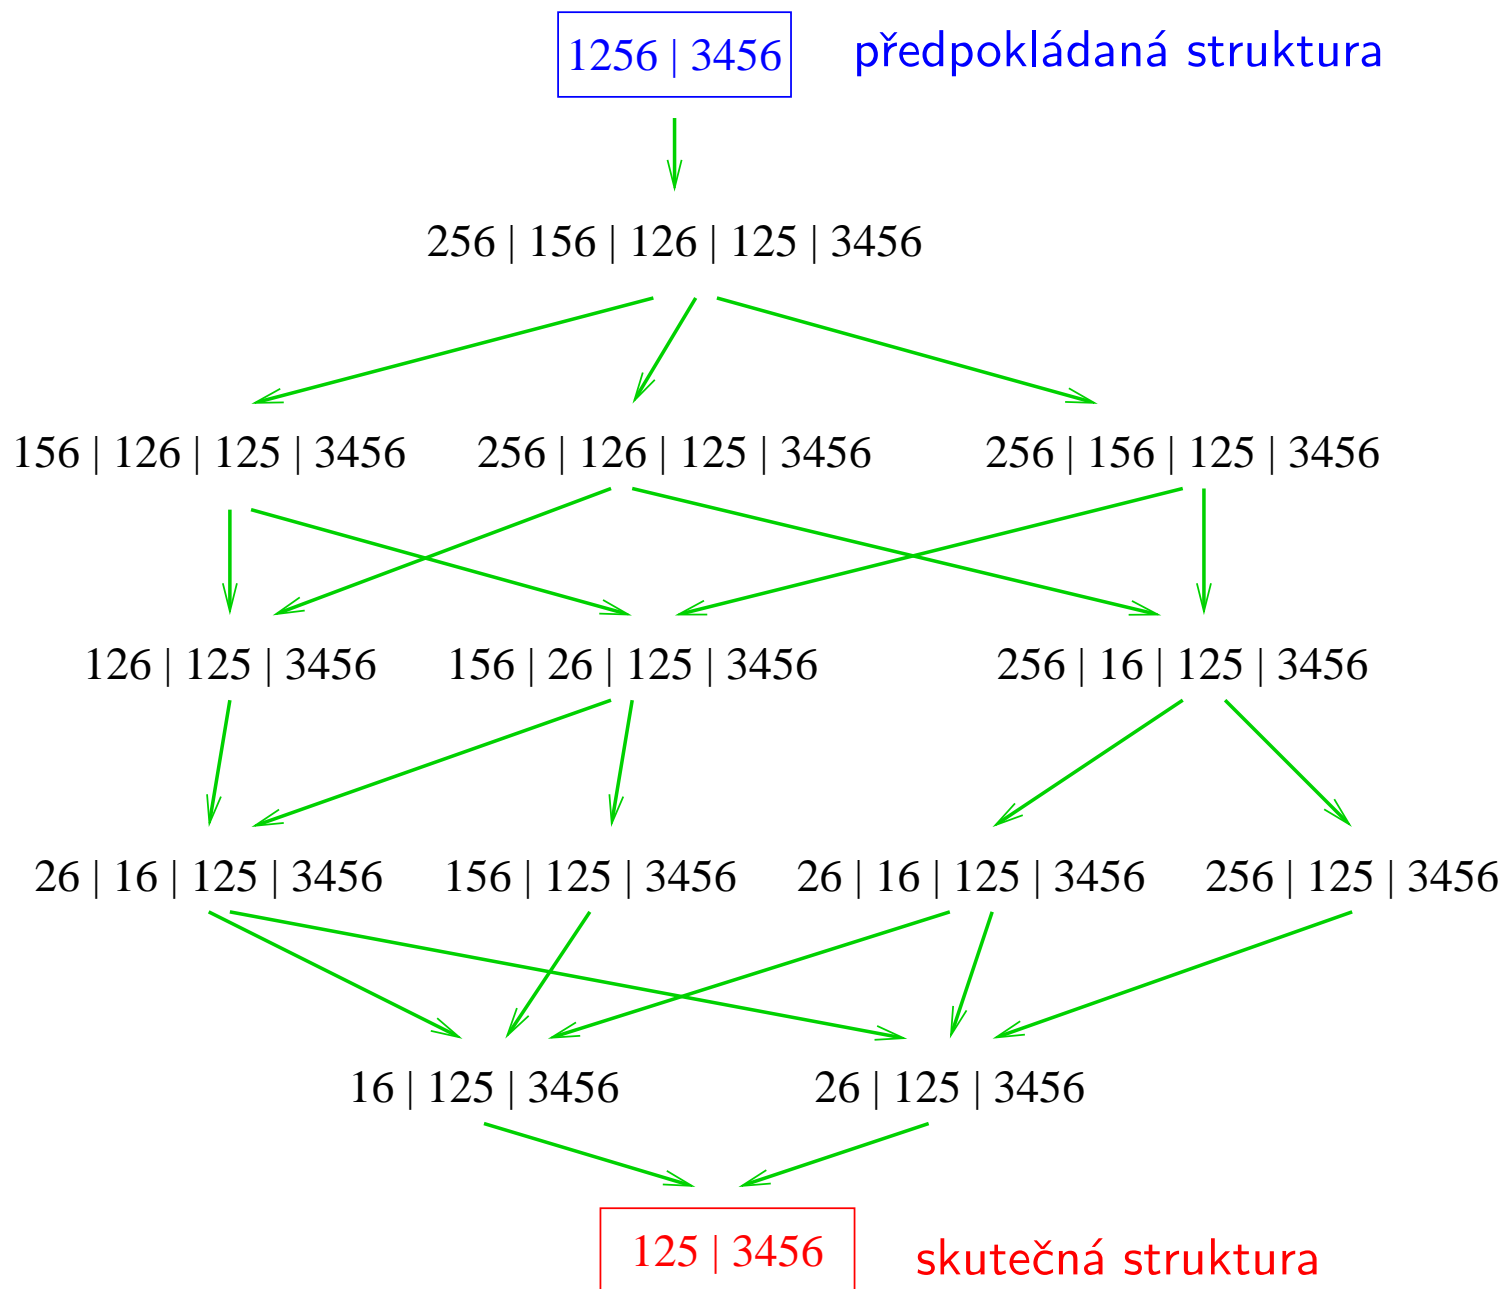 1256 | 3456 předpokládaná struktura
256 | 156 | 126 | 125 | 3456
156 | 126 | 125 | 3456 256 | 126 | 125 | 3456 256 | 156 | 125 | 3456
126 | 125 | 3456 156 | 26 | 125 | 3456 256 | 16 | 125 | 3456
26 | 16 | 125 | 3456 156 | 125 | 3456 26 | 16 | 125 | 3456 256 | 125 | 3456
16 | 125 | 3456 26 | 125 | 3456
125 | 3456 skutečná struktura